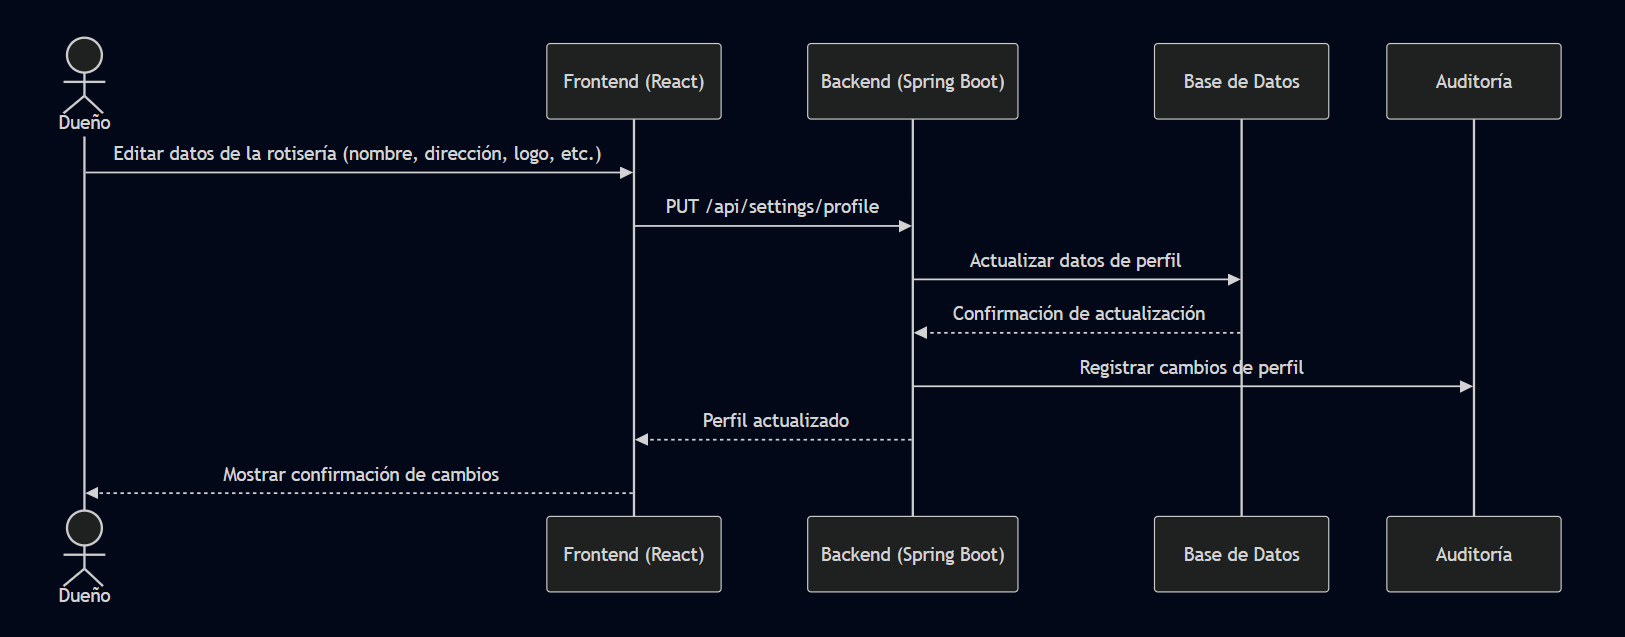 Dueño
Frontend (React)
Backend (Spring Boot)
Base de Datos
Auditoría
Editar datos de la rotisería (nombre, dirección, logo, etc.)
PUT /api/settings/profile
Actualizar datos de perfil
Confirmación de actualización
Registrar cambios de perfil
Perfil actualizado
Mostrar confirmación de cambios
Dueño
Frontend (React)
Backend (Spring Boot)
Base de Datos
Auditoría